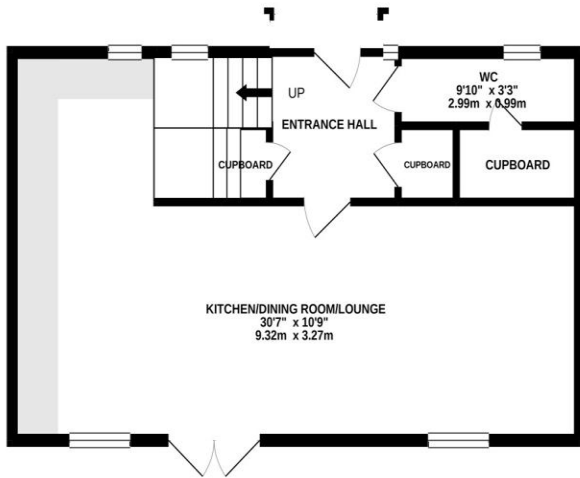 WC
9'10" x 3'3"
2.99m x 0.99m
UP
ENTRANCE HALL
CUPBOARD
CUPBOARD
CUPBOARD
KITCHEN/DINING ROOM/LOUNGE
30'7" x 10'9"
9.32m x 3.27m